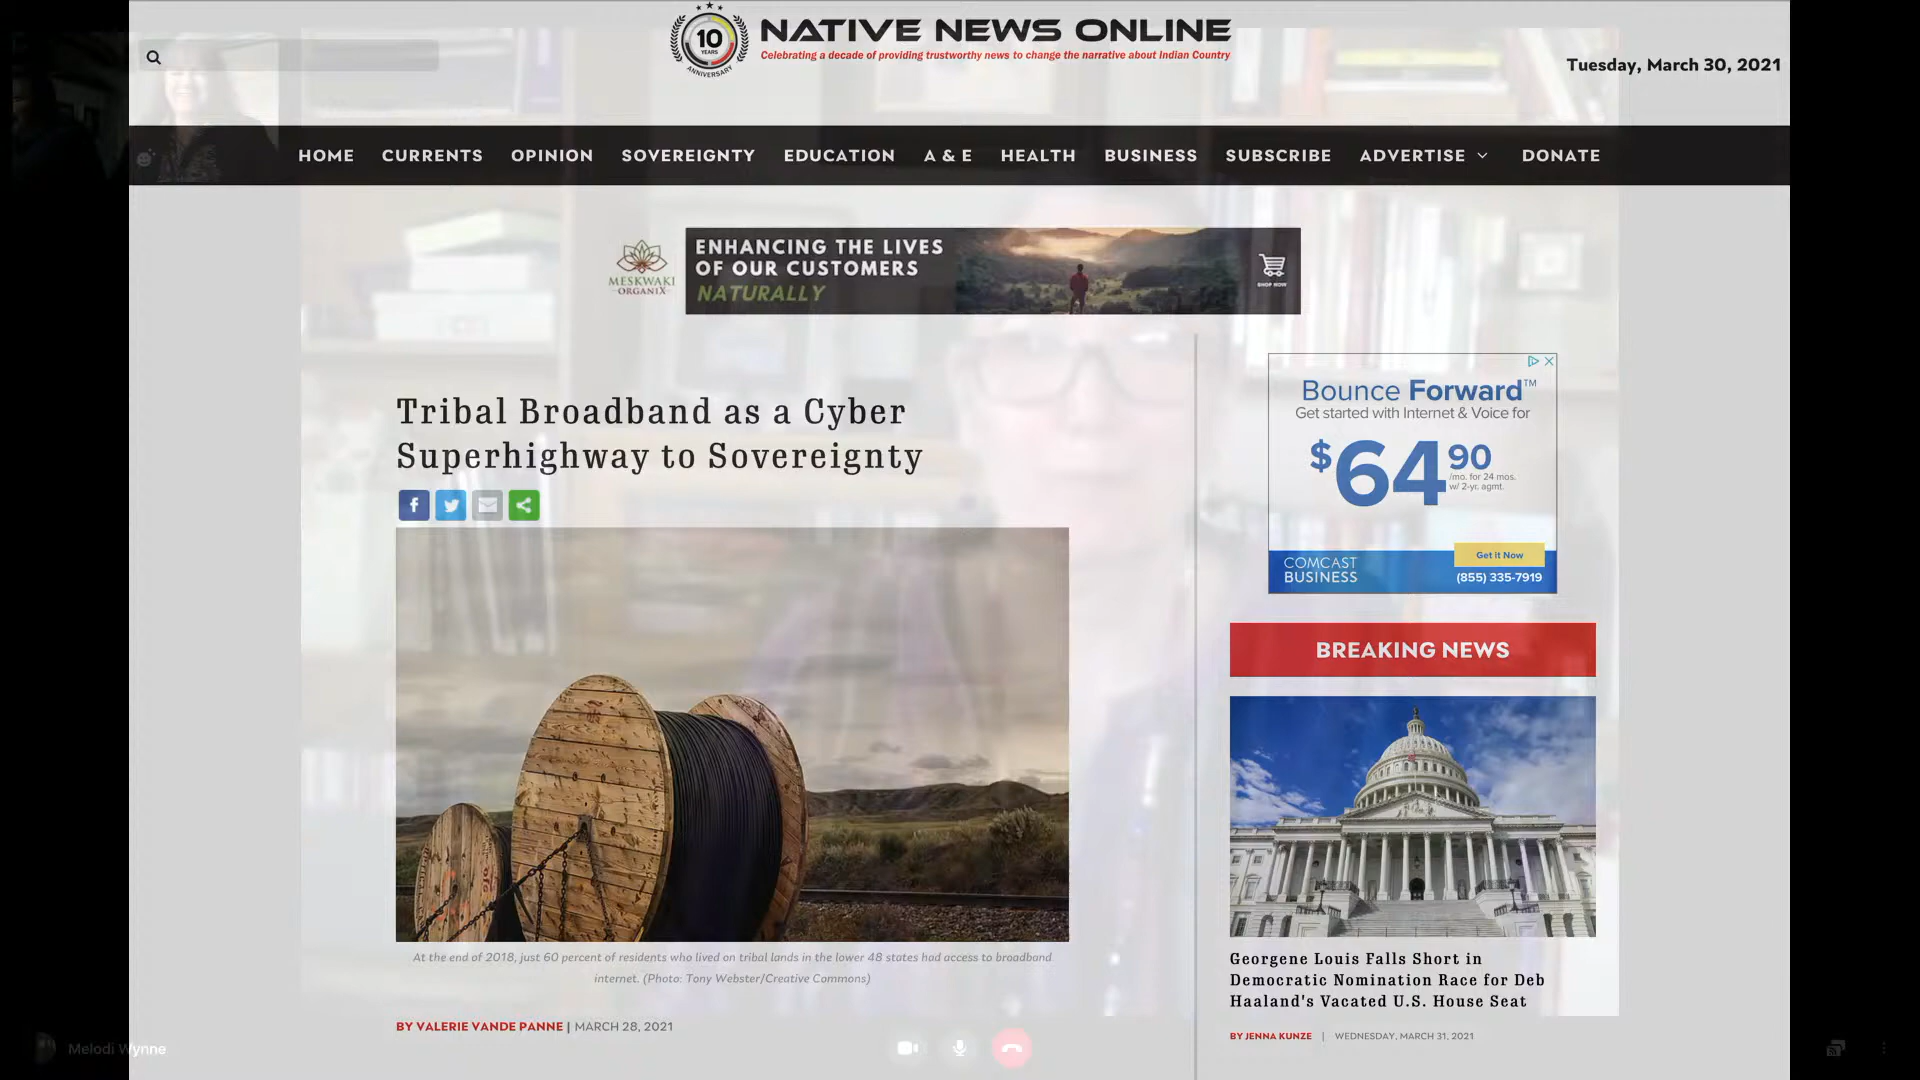 10
YEARS
ANNIVERSARY
NATIVE NEWS ONLINE
Celebrating a decade of providing trustworthy news to change the narrative about Indian Country
Tuesday, March 30, 2021
HOME CURRENTS OPINION SOVEREIGNTY EDUCATION A & E HEALTH BUSINESS SUBSCRIBE ADVERTISE DONATE
MESKWAKI
ORGANIX
ENHANCING THE LIVES
OF OUR CUSTOMERS
NATURALLY
SHOP NOW
Tribal Broadband as a Cyber
Superhighway to Sovereignty
At the end of 2018, just 60 percent of residents who lived on tribal lands in the lower 48 states had access to broadband
internet. (Photo: Tony Webster/Creative Commons)
BY VALERIE VANDE PANNE | MARCH 28, 2021
Bounce Forward™
Get started with Internet & Voice for
$64 90
/mo. for 24 mos.
w/ 2-yr. agmt.
COMCAST
BUSINESS
Get it Now
(855) 335-7919
BREAKING NEWS
Georgene Louis Falls Short in
Democratic Nomination Race for Deb
Haaland's Vacated U.S. House Seat
BY JENNA KUNZE | WEDNESDAY, MARCH 31, 2021
Melodi Wynne